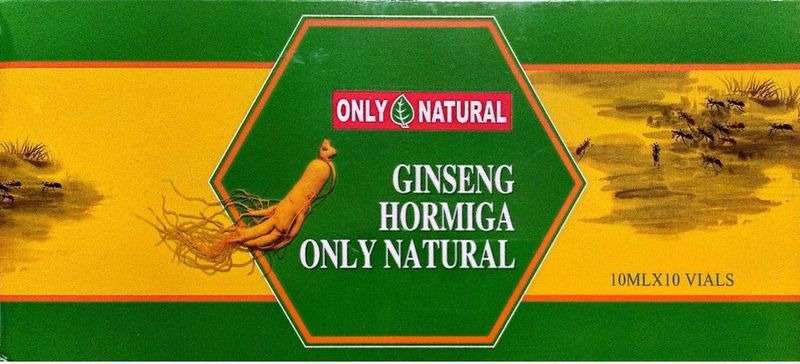 ONLY NATURAL
GINSENG
HORMIGA
ONLY NATURAL
10MLX10 VIALS